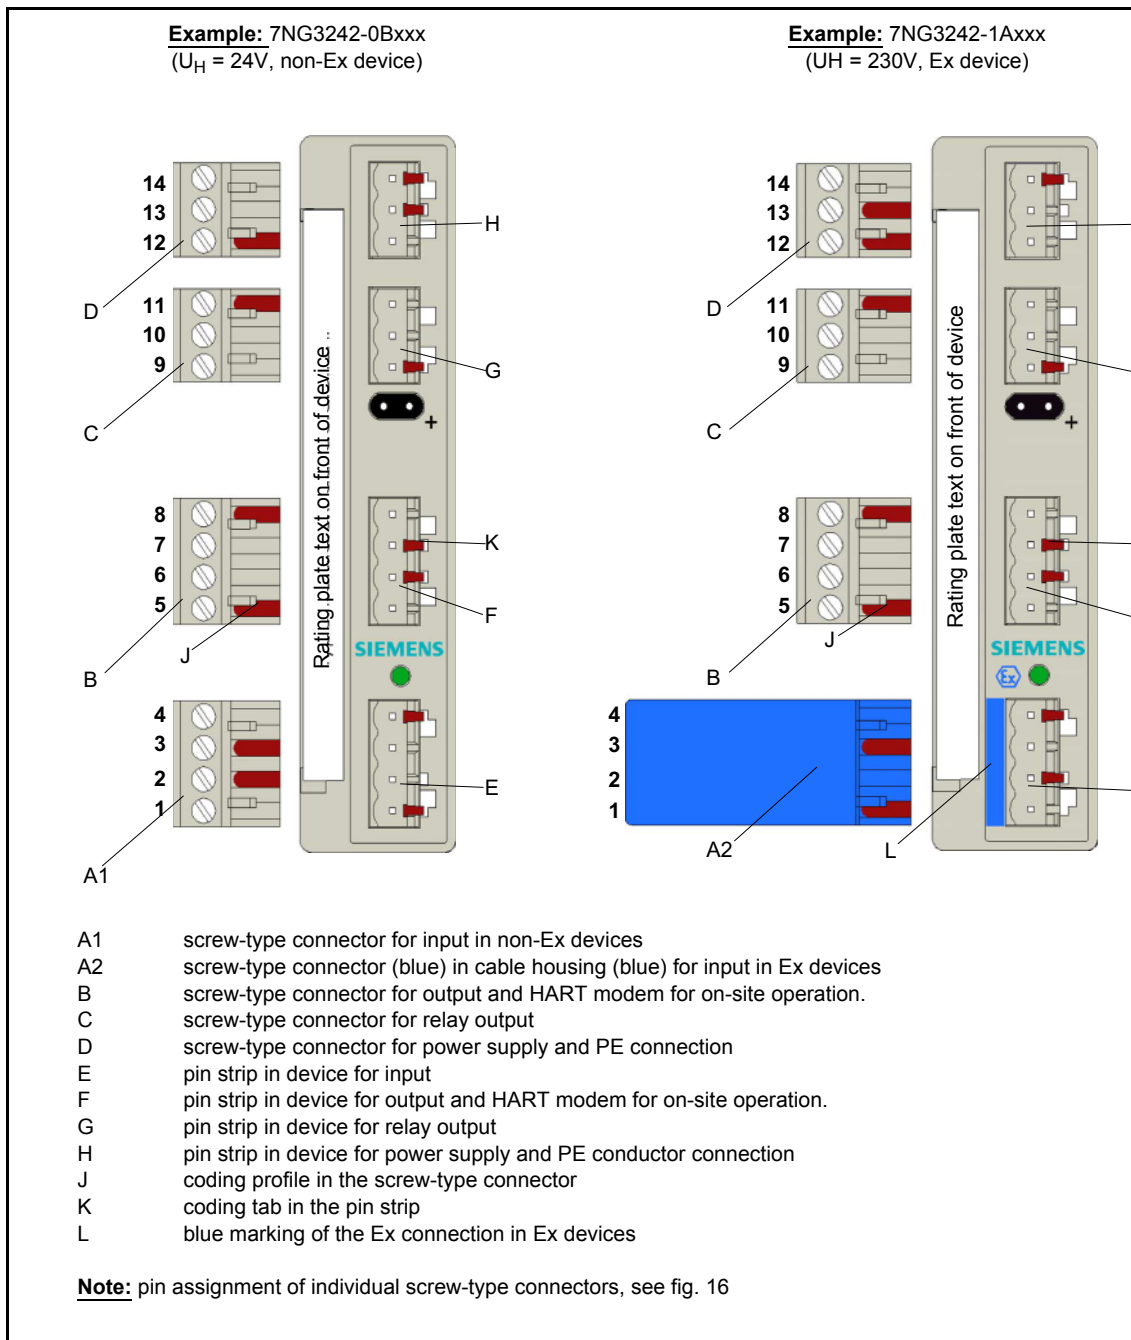 Example: 7NG3242-0Bxxx
(UH = 24V, non-Ex device)
Example: 7NG3242-1Axxx
(UH = 230V, Ex device)
14
13
12
D
11
10
9
C
8
7
6
5
J
B
4
3
2
1
A1
Rating plate text on front of device ..
H
G
+
K
F
SIEMENS
E
14
13
12
D
11
10
9
C
8
7
6
5
J
B
4
3
2
1
A2
L
Rating plate text on front of device
+
SIEMENS
Ex
A1 screw-type connector for input in non-Ex devices
A2 screw-type connector (blue) in cable housing (blue) for input in Ex devices
B screw-type connector for output and HART modem for on-site operation.
C screw-type connector for relay output
D screw-type connector for power supply and PE connection
E pin strip in device for input
F pin strip in device for output and HART modem for on-site operation.
G pin strip in device for relay output
H pin strip in device for power supply and PE conductor connection
J coding profile in the screw-type connector
K coding tab in the pin strip
L blue marking of the Ex connection in Ex devices
Note: pin assignment of individual screw-type connectors, see fig. 16